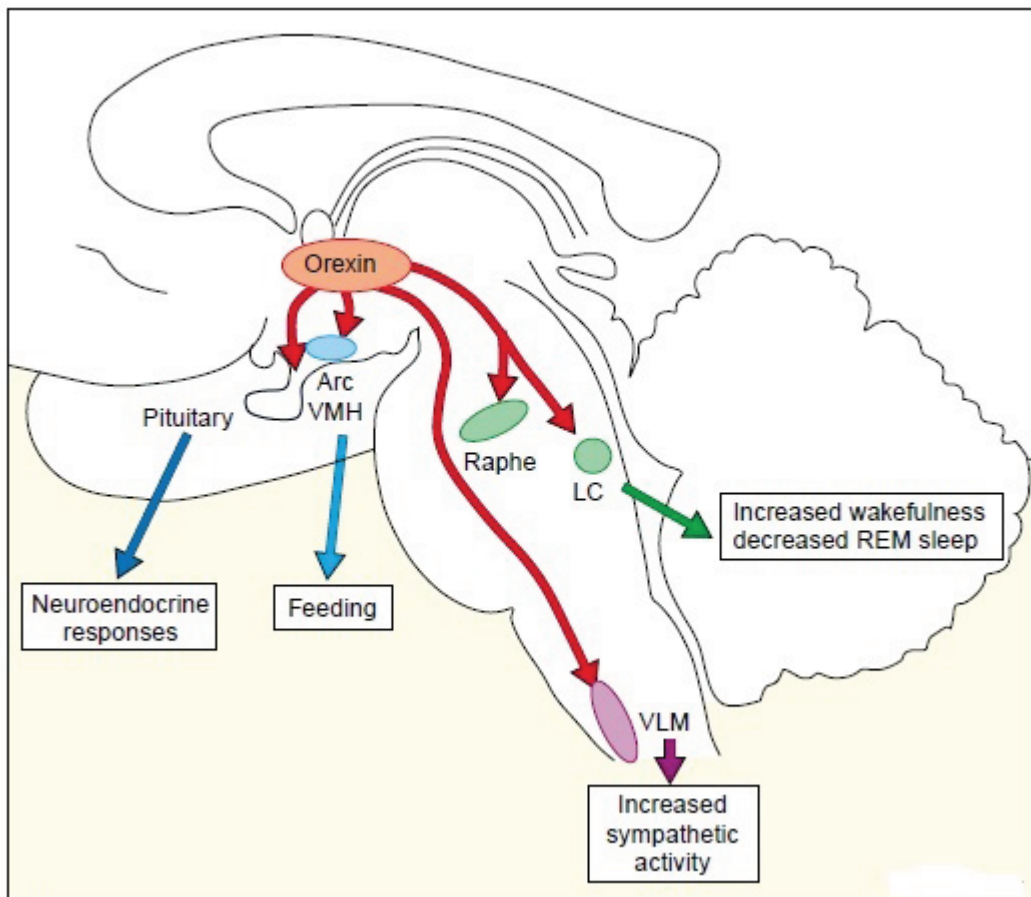 Orexin
Arc
VMH
Pituitary
Raphe
LC
Increased wakefulness
decreased REM sleep
Neuroendocrine
responses
Feeding
VLM
Increased
sympathetic
activity